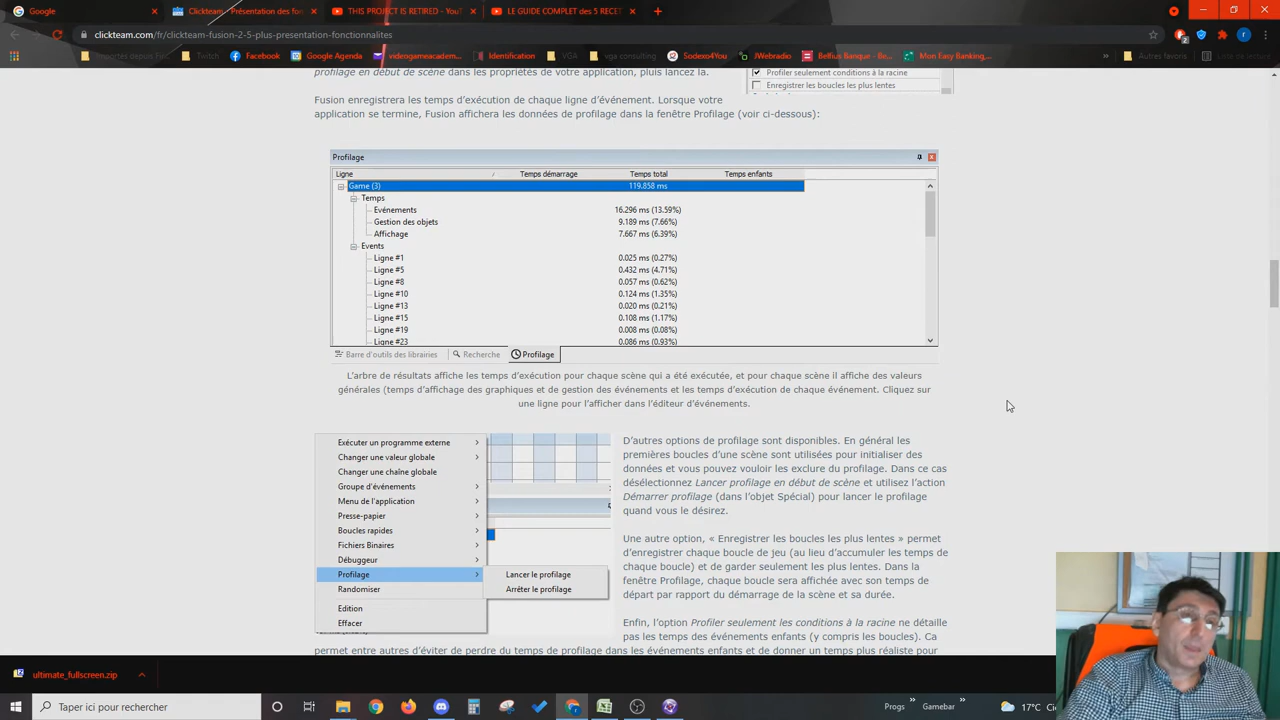 Google
Clickteam - Présentation des fon
THIS PROJECT IS RETIRED - YouT
LE GUIDE COMPLET des 5 RECET
clickteam.com/fr/clickteam-fusion-2-5-plus-presentation-fonctionnalites
Twitch
Facebook
Google Agenda
videogameacadem...
Identification
VGA
vga consulting
Sodexo4You
JWebradio
Belfius Banque - En...
Mon Easy Banking,...
Autres favoris
profilage en début de scène dans les propriétés de votre application, pluis lancez la.
Profiler seulement conditions à la racine
Enregistrer les boucles les plus lentes
Fusion enregistrera les temps d'exécution de chaque ligne d'événement. Lorsque votre
application se termine, Fusion affichera les données de profilage dans la fenêtre Profilage (voir ci-dessous):
Profilage
Ligne Temps démarrage Temps total Temps enfants
Game (3) 119.858 ms
Temps
Evénements 16.296 ms (13.59%)
Gestion des objets 9.189 ms (7.66%)
Affichage 7.667 ms (6.39%)
Events
Ligne #1 0.025 ms (0.27%)
Ligne #5 0.432 ms (4.71%)
Ligne #8 0.057 ms (0.62%)
Ligne #10 0.124 ms (1.35%)
Ligne #13 0.020 ms (0.21%)
Ligne #15 0.108 ms (1.17%)
Ligne #19 0.008 ms (0.08%)
Ligne #23 0.086 ms (0.93%)
Barre d'outils des librairies Recherche Profilage
L'arbre de résultats affiche les temps d'exécution pour chaque scène qui a été exécutée, et pour chaque scène il affiche des valeurs
générales (temps d'affichage des graphiques et de gestion des événements et les temps d'exécution de chaque événement. Cliquez sur
une ligne pour l'afficher dans l'éditeur d'événements.
Exécuter un programme externe
Changer une valeur globale
Changer une chaîne globale
Groupe d'événements
Menu de l'application
Presse-papier
Boucles rapides
Fichiers Binaires
Débuggeur
Profilage
Randomiser
Edition
Effacer
Lancer le profilage
Arrêter le profilage
D'autres options de profilage sont disponibles. En général les
premières boucles d'une scène sont utilisées pour initialiser des
données et vous pouvez vouloir les exclure du profilage. Dans ce cas
désélectionnez Lancer profilage en début de scène et utilisez l'action
Démarrer profilage (dans l'objet Spécial) pour lancer le profilage
quand vous le désirez.
Une autre option, « Enregistrer les boucles les plus lentes » permet
d'enregistrer chaque boucle de jeu (au lieu d'accumuler les temps de
chaque boucle) et de garder seulement les plus lentes. Dans la
fenêtre Profilage, chaque boucle sera affichée avec son temps de
départ par rapport du démarrage de la scène et sa durée.
Enfin, l'option Profiler seulement les conditions à la racine ne détaille
pas les temps des événements enfants (y compris les boucles). Ca
permet entre autres d'éviter de perdre du temps de profilage dans les événements enfants et de donner un temps plus réaliste pour
ultimate_fullscreen.zip
Taper ici pour rechercher
Progs
Gamebar
17°C